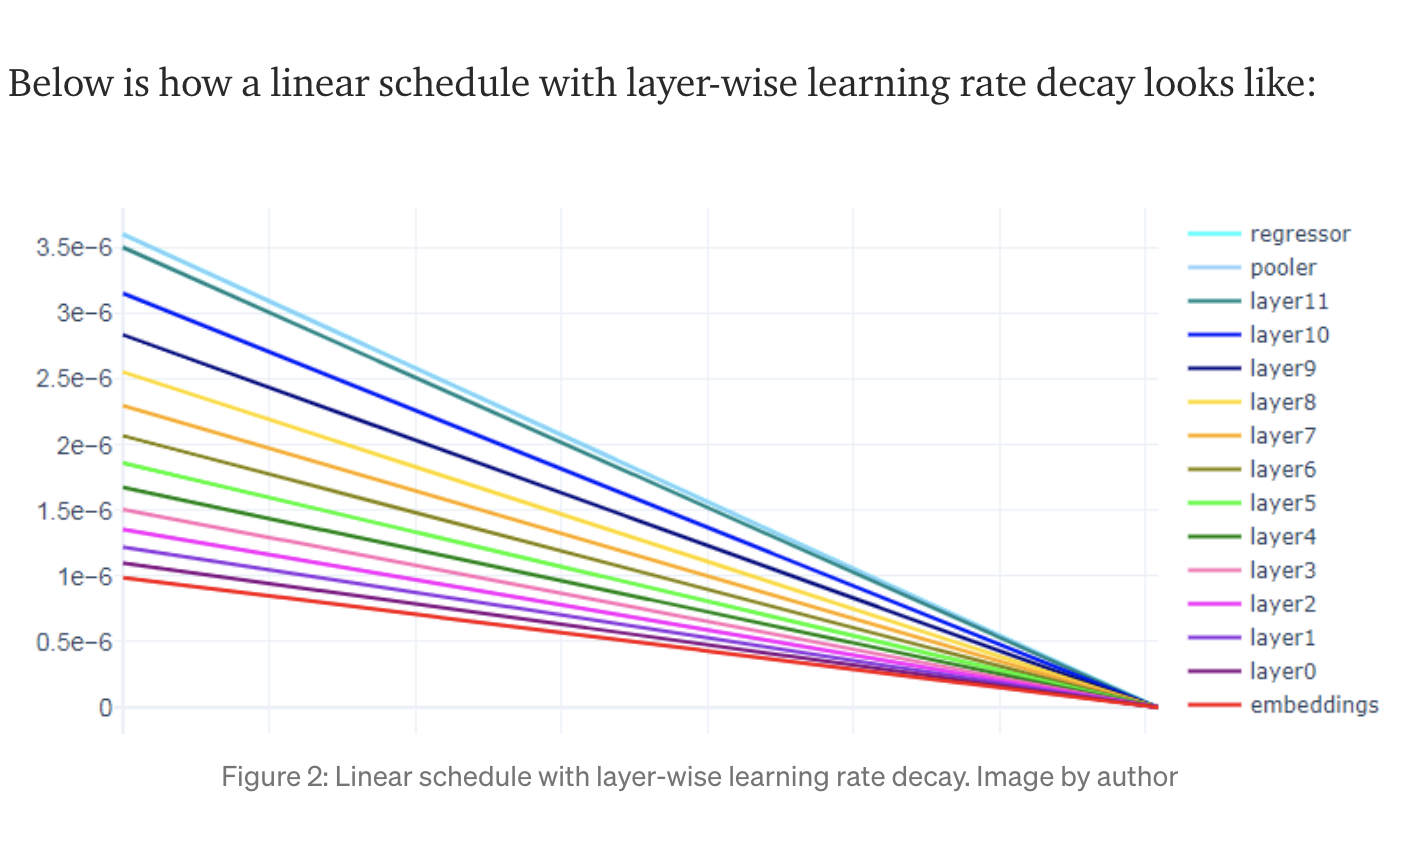 Below is how a linear schedule with layer-wise learning rate decay looks like:
3.5e−6
3e−6
2.5e−6
2e−6
1.5e−6
1e−6
0.5e−6
0
regressor
pooler
layer11
layer10
layer9
layer8
layer7
layer6
layer5
layer4
layer3
layer2
layer1
layer0
embeddings
Figure 2: Linear schedule with layer-wise learning rate decay. Image by author